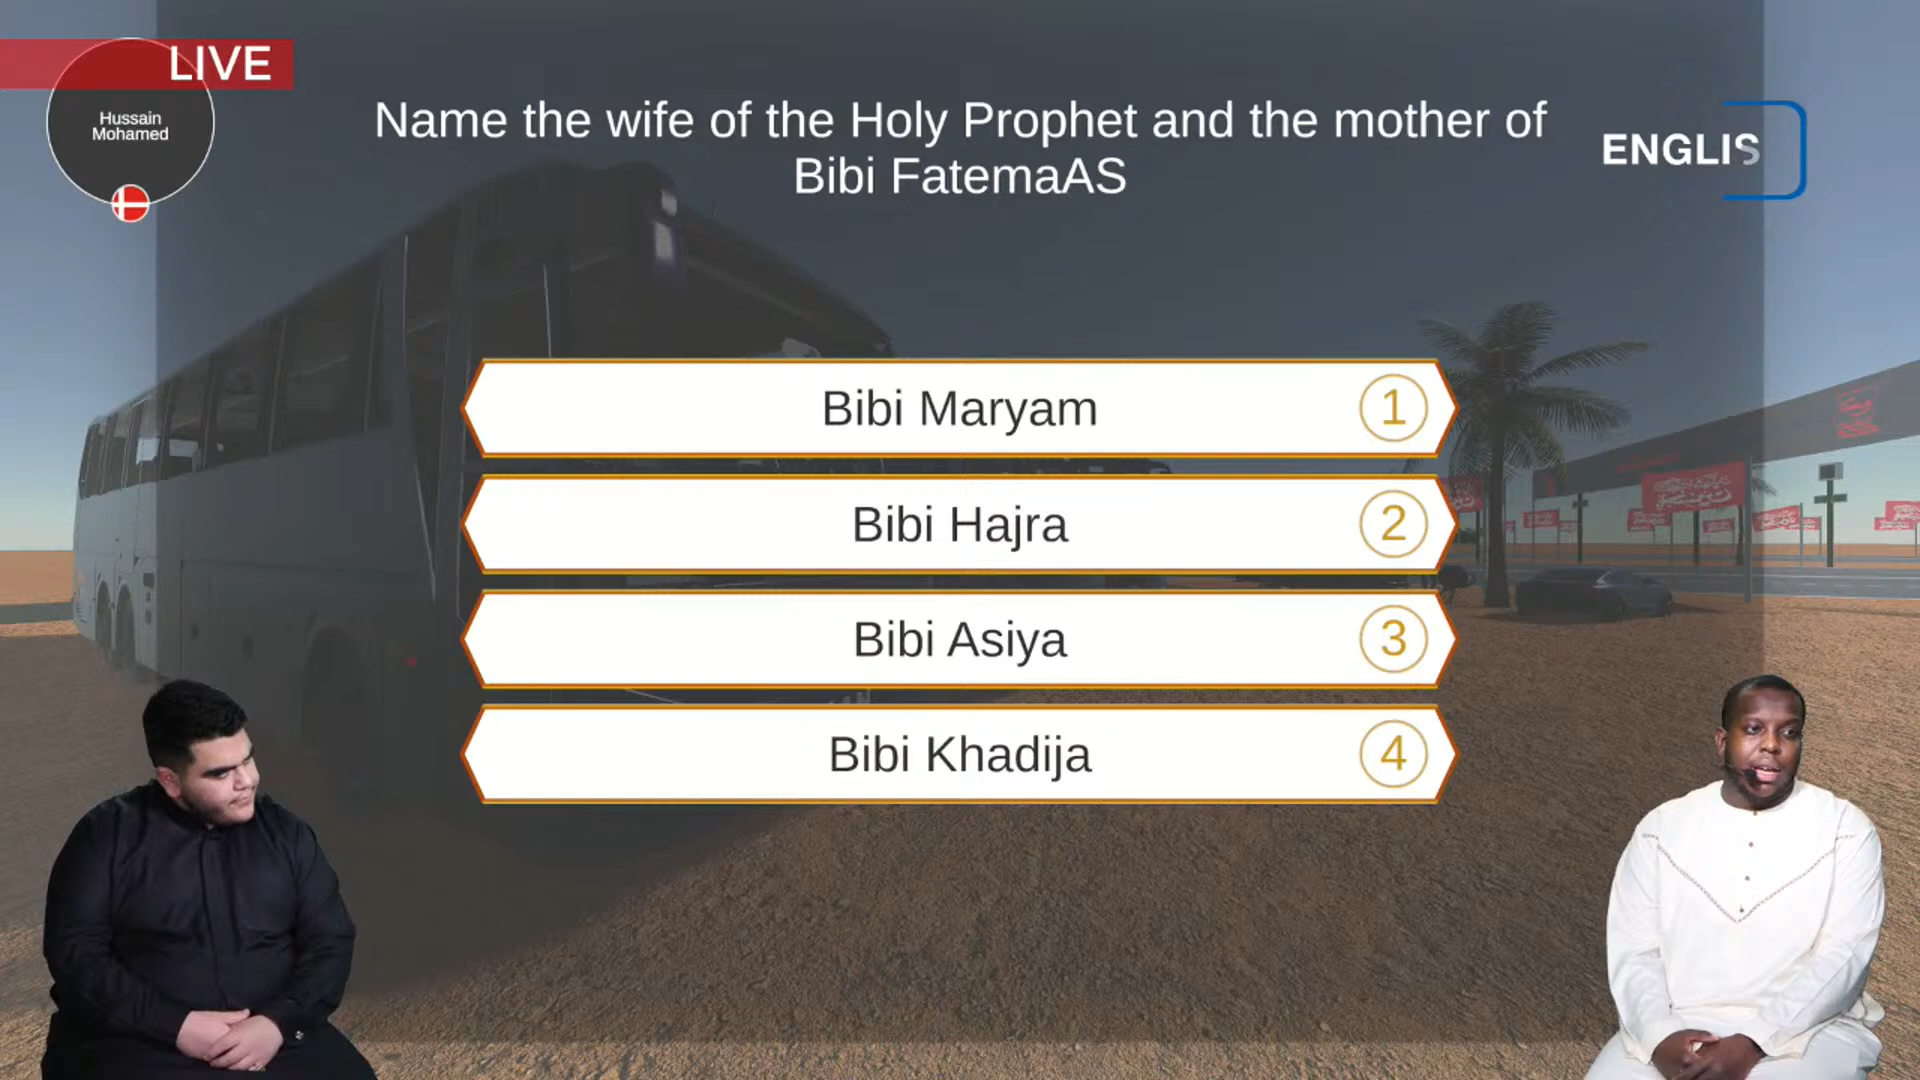 LIVE
Hussain
Mohamed
Name the wife of the Holy Prophet and the mother of
Bibi FatemaAS
ENGLIS
Bibi Maryam 1
Bibi Hajra 2
Bibi Asiya 3
Bibi Khadija 4